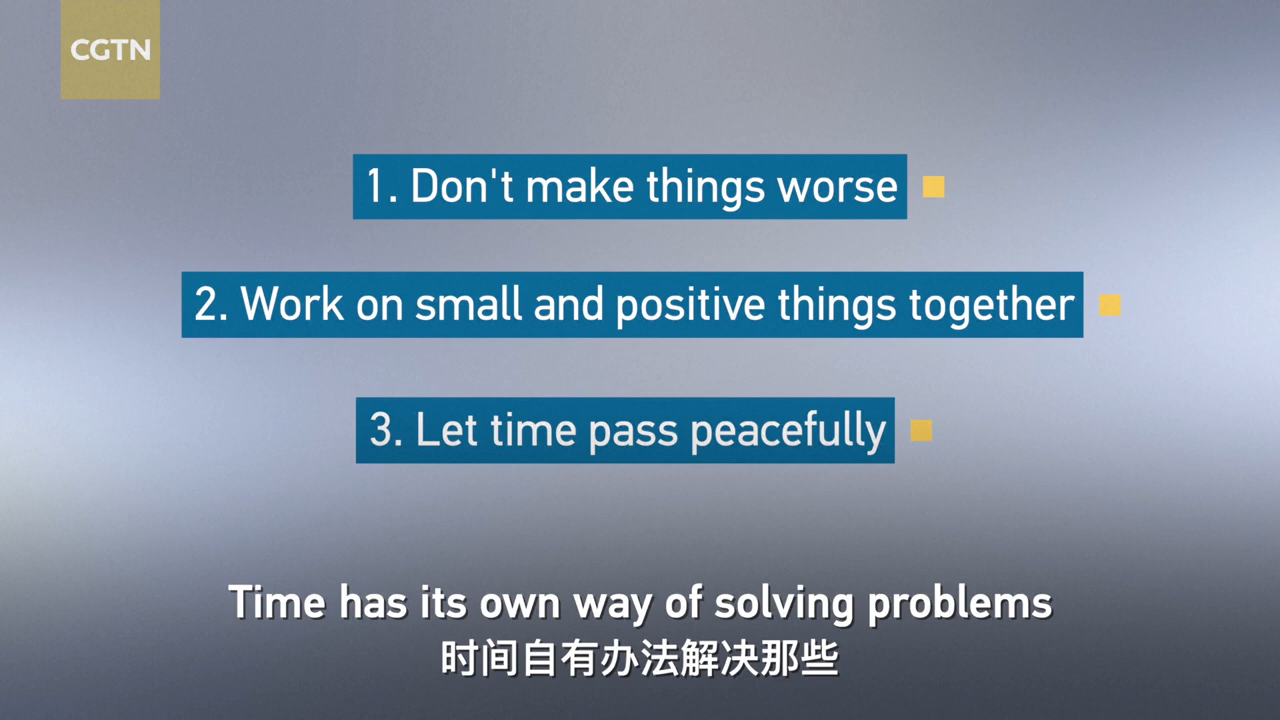 CGTN
1. Don't make things worse
2. Work on small and positive things together
3. Let time pass peacefully
Time has its own way of solving problems
时间自有办法解决那些